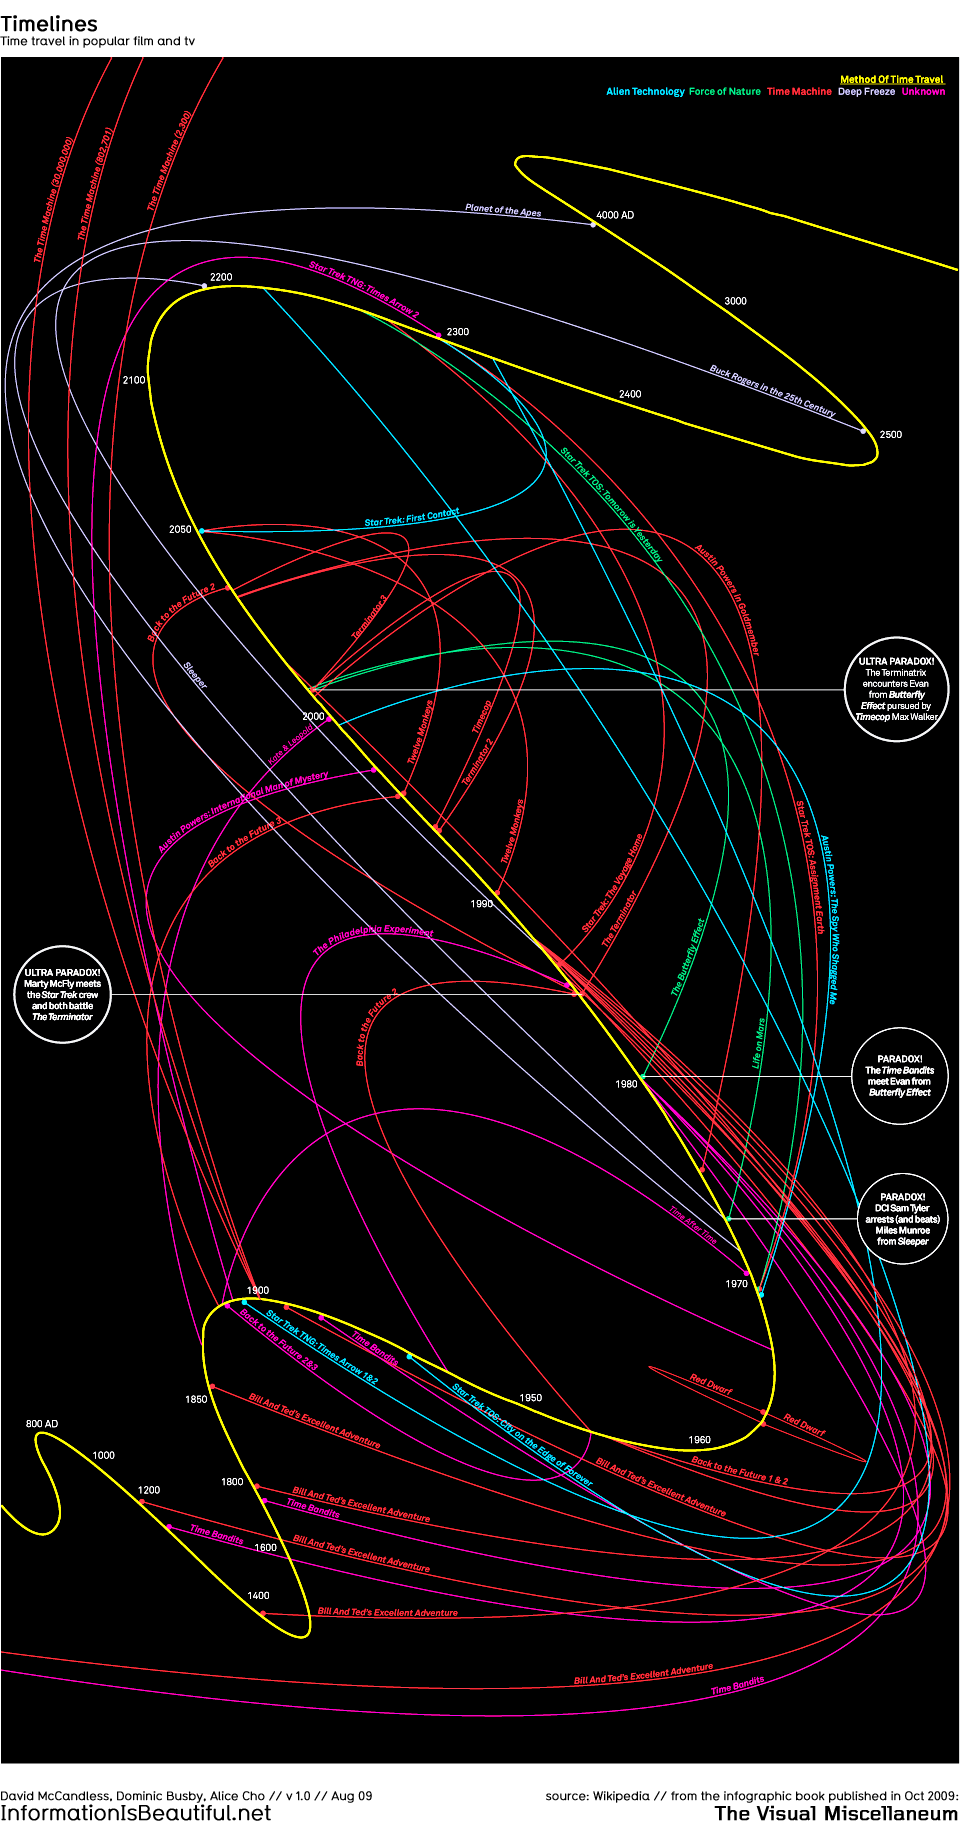 Timelines
Time travel in popular film and tv
Method Of Time Travel
Alien Technology Force of Nature Time Machine Deep Freeze Unknown
The Time Machine (30,000,000)
The Time Machine (802,701)
The Time Machine (2,300)
Planet of the Apes
4000 AD
Star Trek TNG: Times Arrow 2
2200
3000
2300
2100
Buck Rogers in the 25th Century
2400
2500
Star Trek TOS: Tomorow is Yesterday
Star Trek: First Contact
2050
Austin Powers in Goldmember
Back to the Future 2
Terminator 3
Sleeper
ULTRA PARADOX!
The Terminatrix
encounters Evan
from Butterfly
Effect pursued by
Timecop Max Walker
2000
Kate & Leopold
Twelve Monkeys
Timecop
Terminator 2
Austin Powers: International Man of Mystery
Back to the Future 3
Twelve Monkeys
Star Trek: The Voyage Home
The Terminator
Star Trek TOS: Assignment Earth
Austin Powers: The Spy Who Shagged Me
1990
The Philadelphia Experiment
The Butterfly Effect
ULTRA PARADOX!
Marty McFly meets
the Star Trek crew
and both battle
The Terminator
Back to the Future 2
Life on Mars
1980
PARADOX!
The Time Bandits
meet Evan from
Butterfly Effect
PARADOX!
DCI Sam Tyler
arrests (and beats)
Miles Munroe
from Sleeper
Time After Time
1970
1900
Back to the Future 2&3
Star Trek TNG: Times Arrow 1&2
Time Bandits
Star Trek TOS: City on the Edge of Forever
Red Dwarf
Red Dwarf
1850
1950
1960
Bill And Ted's Excellent Adventure
Back to the Future 1 & 2
Bill And Ted's Excellent Adventure
800 AD
1000
1200
1800
Bill And Ted's Excellent Adventure
Time Bandits
Time Bandits
Bill And Ted's Excellent Adventure
1600
1400
Bill And Ted's Excellent Adventure
Bill And Ted's Excellent Adventure
Time Bandits
David McCandless, Dominic Busby, Alice Cho // v 1.0 // Aug 09
InformationIsBeautiful.net
source: Wikipedia // from the infographic book published in Oct 2009:
The Visual Miscellaneum